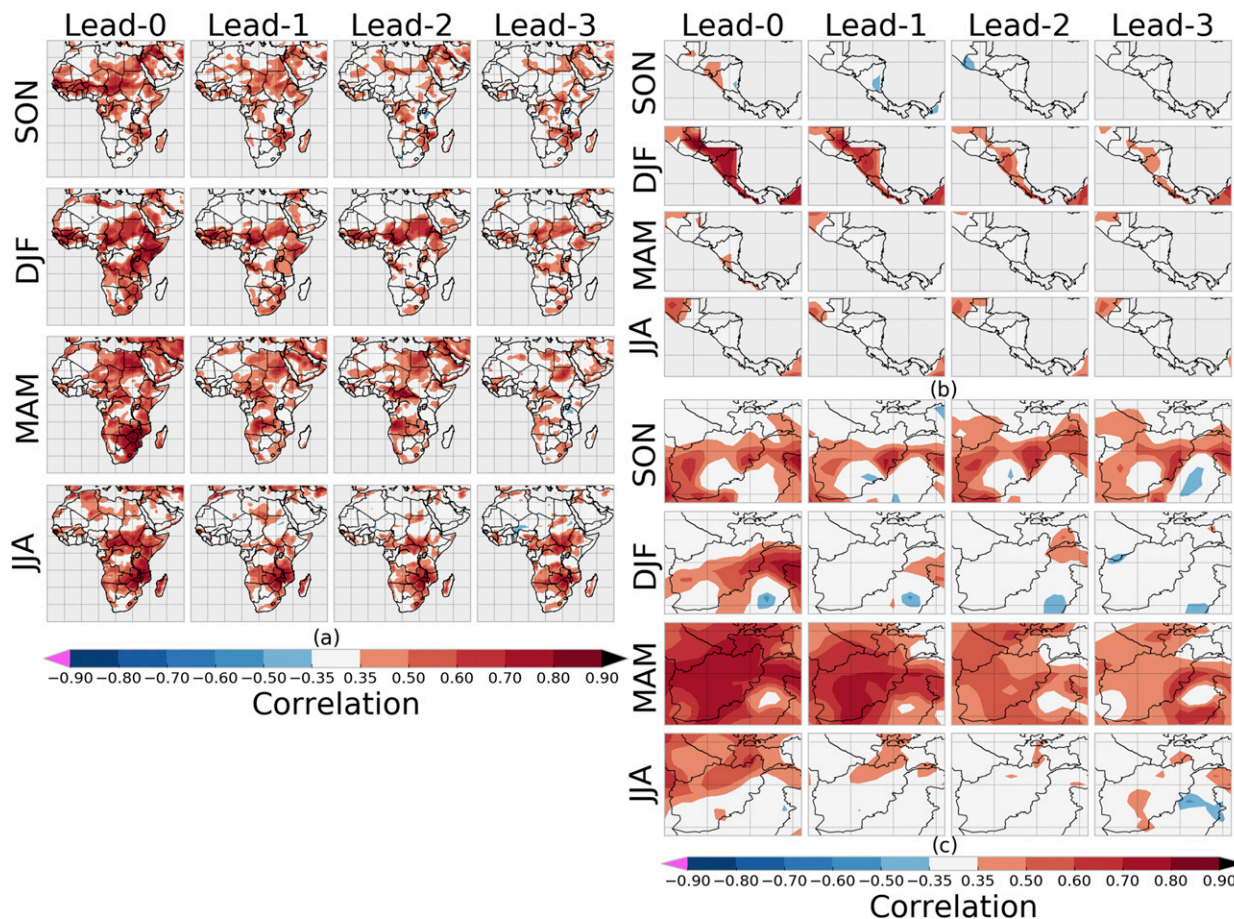 Lead-0 Lead-1 Lead-2 Lead-3
SON
DJF
MAM
JJA
(a)
−0.90 −0.80 −0.70 −0.60 −0.50 −0.35 0.35 0.50 0.60 0.70 0.80 0.90
Correlation
Lead-0 Lead-1 Lead-2 Lead-3
SON
DJF
MAM
JJA
(b)
SON
DJF
MAM
JJA
(c)
−0.90 −0.80 −0.70 −0.60 −0.50 −0.35 0.35 0.50 0.60 0.70 0.80 0.90
Correlation